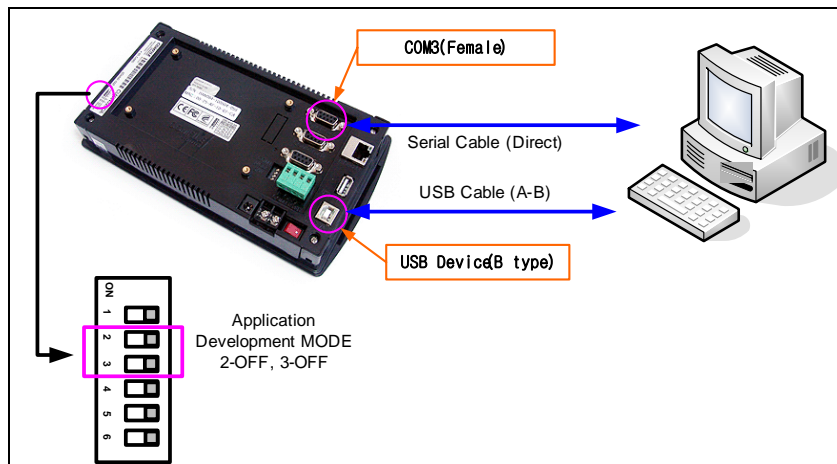 COM3(Female)
Serial Cable (Direct)
USB Cable (A-B)
USB Device(B type)
ON
1
2
3
4
5
6
Application
Development MODE
2-OFF, 3-OFF